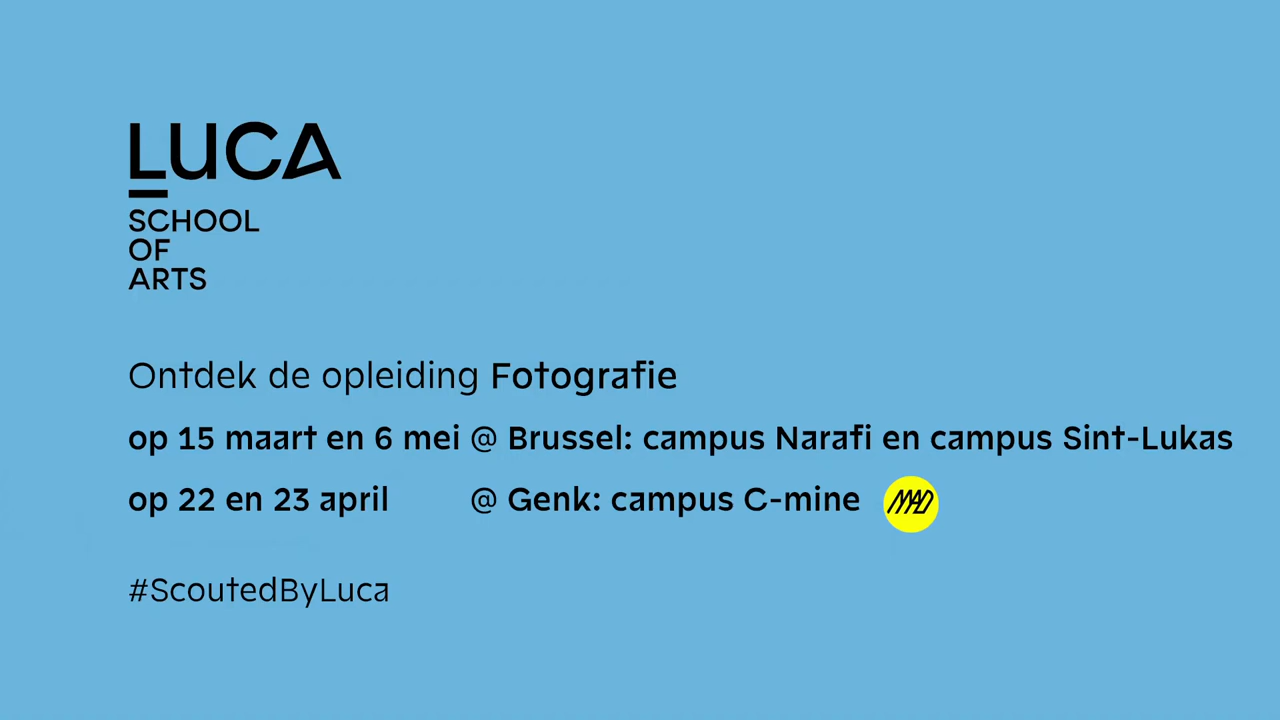 LUCA
SCHOOL
OF
ARTS
Ontdek de opleiding Fotografie
op 15 maart en 6 mei @ Brussel: campus Narafi en campus Sint-Lukas
op 22 en 23 april @ Genk: campus C-mine MAD
#ScoutedByLuca